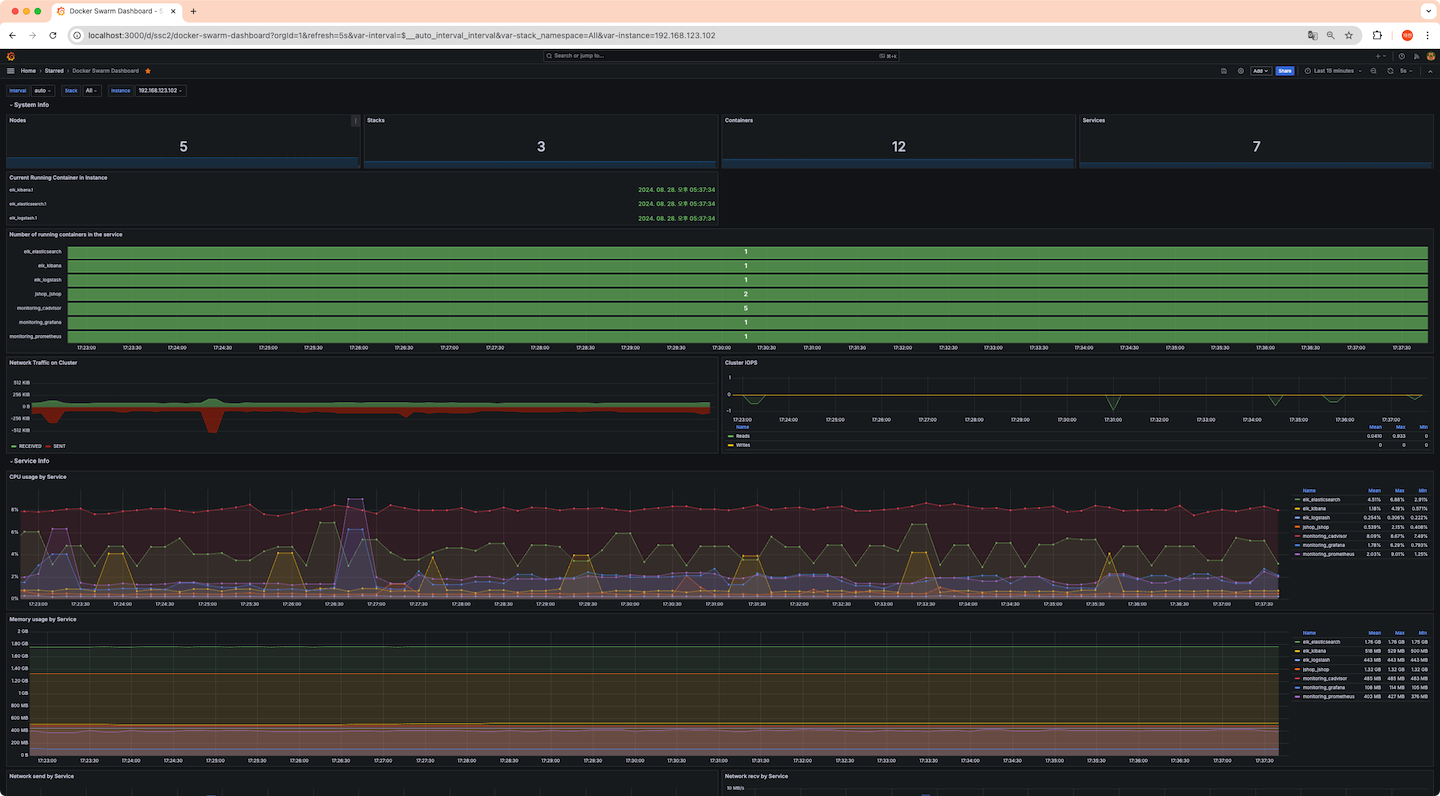 Docker Swarm Dashboard - S
localhost:3000/d/ssc2/docker-swarm-dashboard?orgId=1&refresh=5s&var-interval=$__auto_interval_interval&var-stack_namespace=All&var-instance=192.168.123.102
Search or jump to...
⌘+K
Home › Starred › Docker Swarm Dashboard
Add
Share
Last 15 minutes
5s
Interval auto Stack All Instance 192.168.123.102
System Info
Nodes Stacks Containers Services
5 3 12 7
Current Running Container in Instance
elk_kibana.1 2024. 08. 28. 오후 05:37:34
elk_elasticsearch.1 2024. 08. 28. 오후 05:37:34
elk_logstash.1 2024. 08. 28. 오후 05:37:34
Number of running containers in the service
elk_elasticsearch 1
elk_kibana 1
elk_logstash 1
jshop_jshop 2
monitoring_cadvisor 5
monitoring_grafana 1
monitoring_prometheus 1
17:23:00 17:23:30 17:24:00 17:24:30 17:25:00 17:25:30 17:26:00 17:26:30 17:27:00 17:27:30 17:28:00 17:28:30 17:29:00 17:29:30 17:30:00 17:30:30 17:31:00 17:31:30 17:32:00 17:32:30 17:33:00 17:33:30 17:34:00 17:34:30 17:35:00 17:35:30 17:36:00 17:36:30 17:37:00 17:37:30
Network Traffic on Cluster
512 KiB
256 KiB
0 B
-256 KiB
-512 KiB
RECEIVED SENT
Cluster IOPS
1
0
-1
17:23:00 17:24:00 17:25:00 17:26:00 17:27:00 17:28:00 17:29:00 17:30:00 17:31:00 17:32:00 17:33:00 17:34:00 17:35:00 17:36:00 17:37:00
Name Mean Max Min
Reads 0.0410 0.933 0
Writes 0 0 0
Service Info
CPU usage by Service
8%
6%
4%
2%
0%
17:23:00 17:23:30 17:24:00 17:24:30 17:25:00 17:25:30 17:26:00 17:26:30 17:27:00 17:27:30 17:28:00 17:28:30 17:29:00 17:29:30 17:30:00 17:30:30 17:31:00 17:31:30 17:32:00 17:32:30 17:33:00 17:33:30 17:34:00 17:34:30 17:35:00 17:35:30 17:36:00 17:36:30 17:37:00 17:37:30
Name Mean Max Min
elk_elasticsearch 4.51% 6.88% 2.91%
elk_kibana 1.18% 4.19% 0.571%
elk_logstash 0.254% 0.306% 0.222%
jshop_jshop 0.539% 2.15% 0.408%
monitoring_cadvisor 8.09% 8.67% 7.49%
monitoring_grafana 1.78% 6.29% 0.793%
monitoring_prometheus 2.03% 9.01% 1.25%
Memory usage by Service
2 GB
1.80 GB
1.60 GB
1.40 GB
1.20 GB
1 GB
800 MB
600 MB
400 MB
200 MB
0 B
17:23:00 17:23:30 17:24:00 17:24:30 17:25:00 17:25:30 17:26:00 17:26:30 17:27:00 17:27:30 17:28:00 17:28:30 17:29:00 17:29:30 17:30:00 17:30:30 17:31:00 17:31:30 17:32:00 17:32:30 17:33:00 17:33:30 17:34:00 17:34:30 17:35:00 17:35:30 17:36:00 17:36:30 17:37:00 17:37:30
Name Mean Max Min
elk_elasticsearch 1.76 GB 1.76 GB 1.75 GB
elk_kibana 518 MB 529 MB 500 MB
elk_logstash 443 MB 443 MB 443 MB
jshop_jshop 1.32 GB 1.32 GB 1.32 GB
monitoring_cadvisor 485 MB 485 MB 483 MB
monitoring_grafana 108 MB 114 MB 105 MB
monitoring_prometheus 403 MB 427 MB 376 MB
Network send by Service
Network recv by Service
10 MB/s